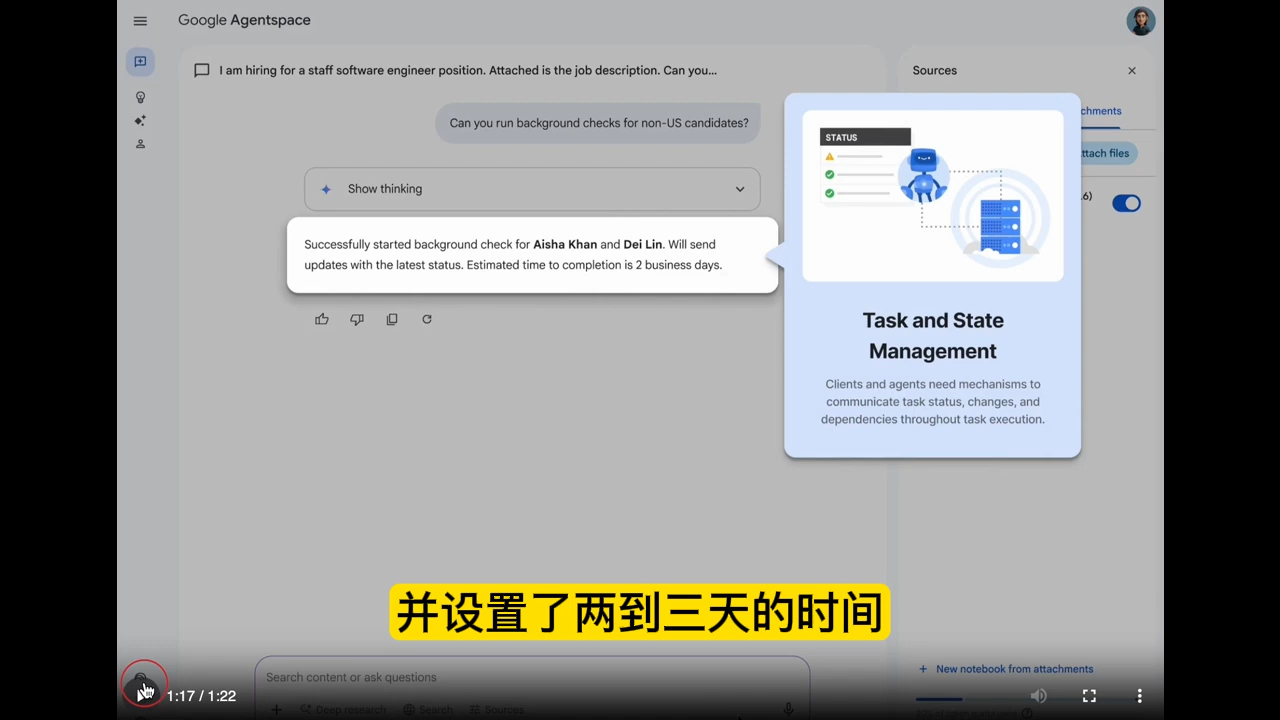 Google Agentspace
I am hiring for a staff software engineer position. Attached is the job description. Can you...
Sources
Can you run background checks for non-US candidates?
chments
ttach files
.6)
Show thinking
Successfully started background check for Aisha Khan and Dei Lin. Will send
updates with the latest status. Estimated time to completion is 2 business days.
STATUS
Task and State
Management
Clients and agents need mechanisms to
communicate task status, changes, and
dependencies throughout task execution.
并设置了两到三天的时间
Search content or ask questions
Deep research
Search
Sources
New notebook from attachments
1:17 / 1:22